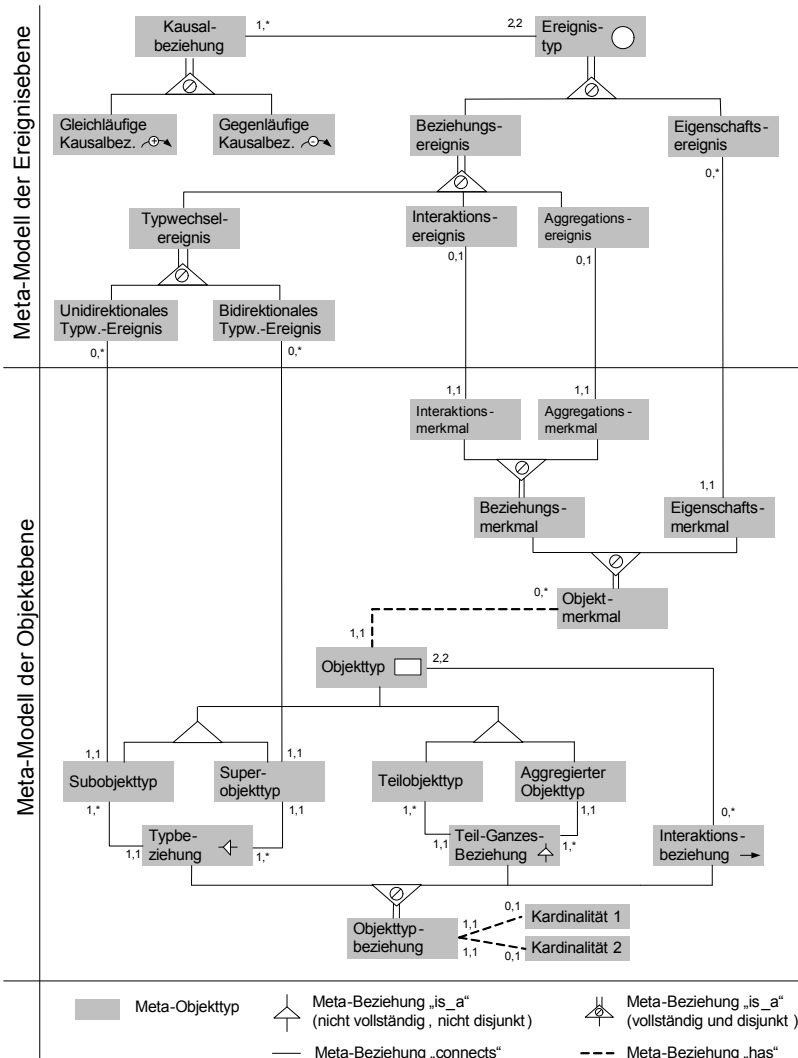 Meta-Modell der Ereignisebene
Kausal-
beziehung
1,*
2,2
Ereignis-
typ
Gleichläufige
Kausalbez.
Gegenläufige
Kausalbez.
Beziehungs-
ereignis
Eigenschafts-
ereignis
0,*
Typwechsel-
ereignis
Interaktions-
ereignis
Aggregations-
ereignis
0,1
0,1
Unidirektionales
Typw.-Ereignis
Bidirektionales
Typw.-Ereignis
0,*
0,*
Meta-Modell der Objektebene
1,1
1,1
Interaktions-
merkmal
Aggregations-
merkmal
1,1
Beziehungs-
merkmal
Eigenschafts-
merkmal
0,*
Objekt-
merkmal
1,1
Objekttyp
2,2
1,1
1,1
Subobjekttyp
Super-
objekttyp
Teilobjekttyp
Aggregierter
Objekttyp
1,*
1,1
1,*
1,1
0,*
Typbe-
ziehung
1,1
1,*
Teil-Ganzes-
Beziehung
1,1
1,*
Interaktions-
beziehung
Objekttyp-
beziehung
1,1
1,1
0,1
0,1
Kardinalität 1
Kardinalität 2
Meta-Objekttyp
Meta-Beziehung „is_a“
(nicht vollständig, nicht disjunkt)
Meta-Beziehung „is_a“
(vollständig und disjunkt)
Meta-Beziehung „connects“
Meta-Beziehung „has“